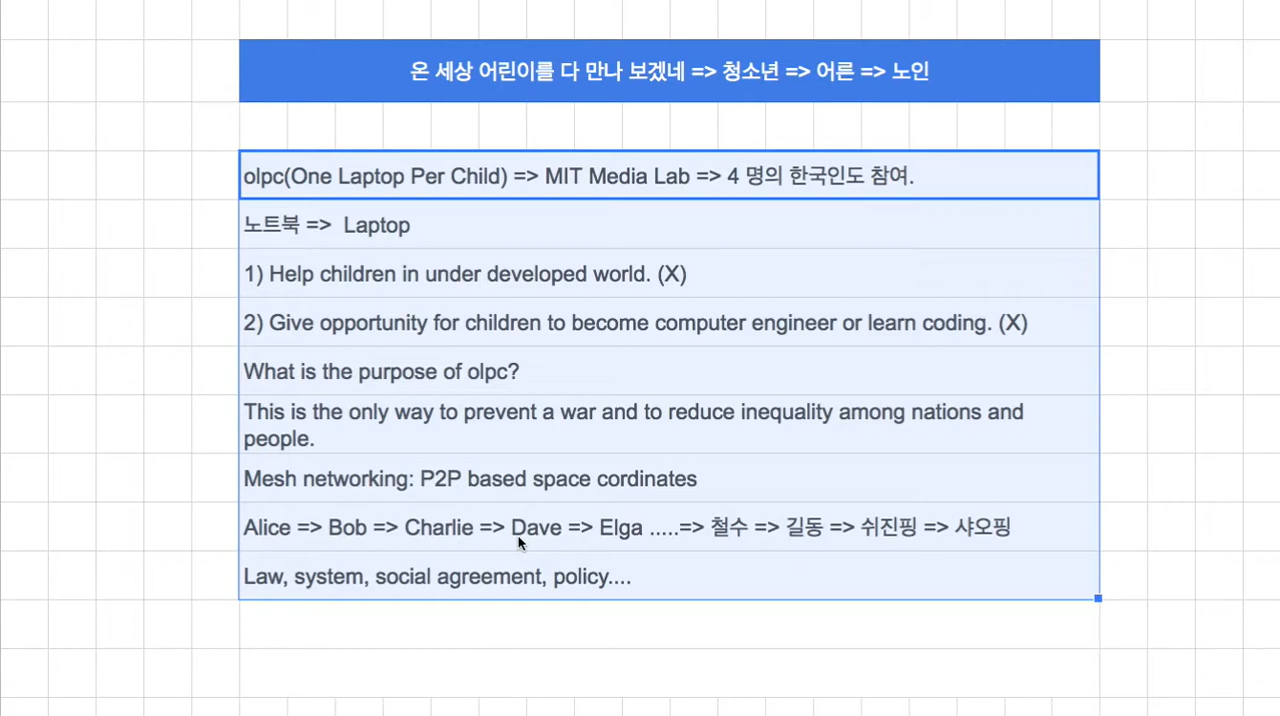 온 세상 어린이를 다 만나 보겠네 => 청소년 => 어른 => 노인
olpc(One Laptop Per Child) => MIT Media Lab => 4 명의 한국인도 참여.
노트북 => Laptop
1) Help children in under developed world. (X)
2) Give opportunity for children to become computer engineer or learn coding. (X)
What is the purpose of olpc?
This is the only way to prevent a war and to reduce inequality among nations and
people.
Mesh networking: P2P based space cordinates
Alice => Bob => Charlie => Dave => Elga .....=> 철수 => 길동 => 쉬진핑 => 샤오핑
Law, system, social agreement, policy....